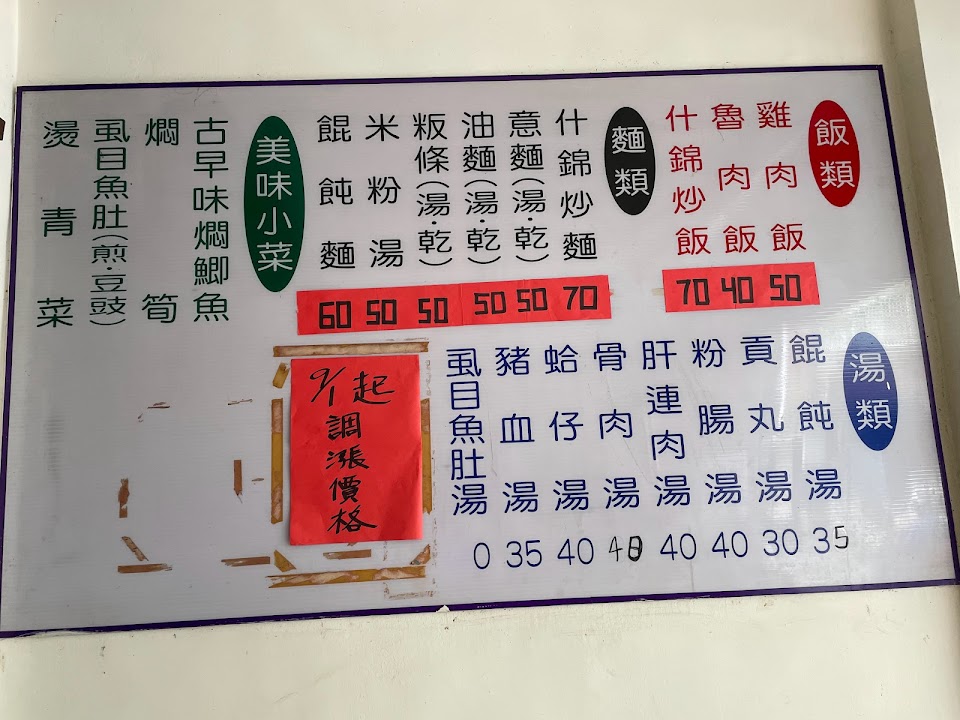 飯類
雞肉飯
魯肉飯
什錦炒飯
50
40
70
麵類
什錦炒麵
意麵(湯·乾)
油麵(湯·乾)
粄條(湯·乾)
米粉湯
餛飩麵
70
50
50
50
50
60
美味小菜
古早味燜鯽魚
燜筍
虱目魚肚(煎·豆豉)
燙青菜
湯類
餛飩湯
貢丸湯
粉腸湯
肝連肉湯
骨肉湯
蛤仔湯
豬血湯
虱目魚肚湯
35
30
40
40
40
40
35
0
9/1起
調漲價格